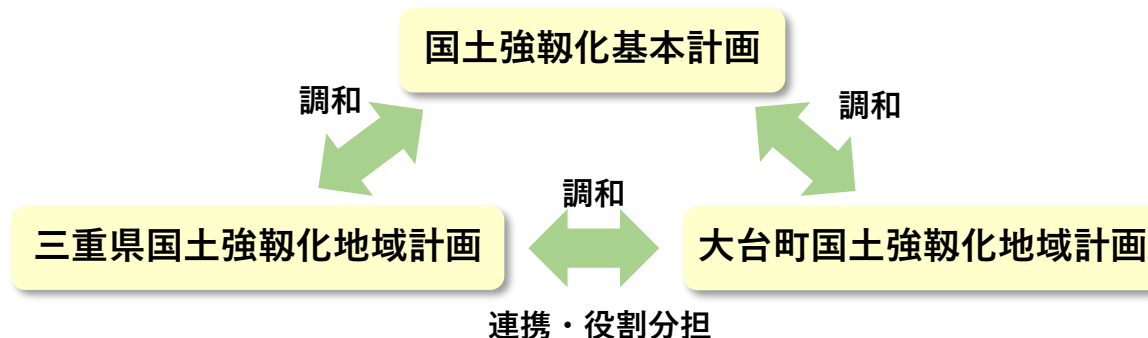 国土強靱化基本計画
調和
調和
調和
三重県国土強靱化地域計画
大台町国土強靱化地域計画
連携・役割分担